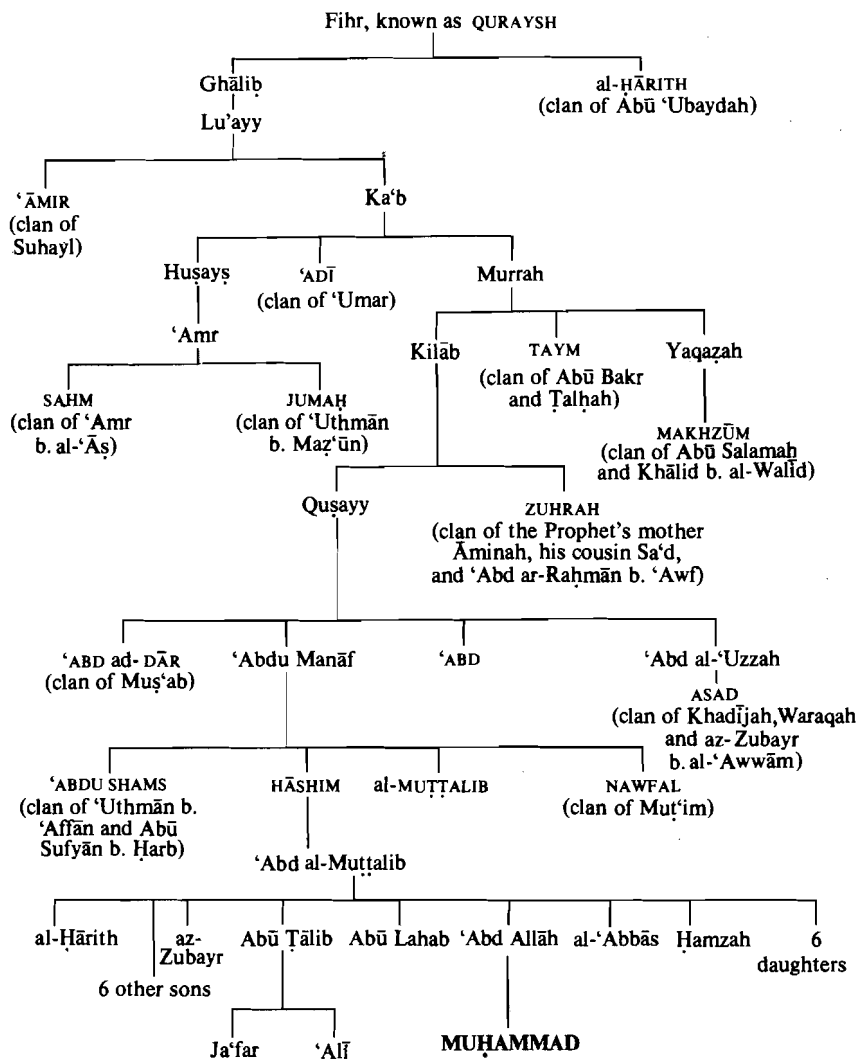 Fihr, known as QURAYSH
Ghālib
al-ḤĀRITH
(clan of Abū ‘Ubaydah)
Lu’ayy
‘ĀMIR
(clan of
Suhayl)
Ka‘b
Ḥuṣayṣ
‘ADĪ
(clan of ‘Umar)
Murrah
‘Amr
Kilāb
TAYM
(clan of Abū Bakr
and Ṭalḥah)
Yaqaẓah
SAHM
(clan of ‘Amr
b. al-‘Āṣ)
JUMAḤ
(clan of ‘Uthmān
b. Maẓ‘ūn)
MAKHZŪM
(clan of Abū Salamah
and Khālid b. al-Walīd)
Quṣayy
ZUHRAH
(clan of the Prophet's mother
Āminah, his cousin Sa‘d,
and ‘Abd ar-Raḥmān b. ‘Awf)
‘ABD ad-DĀR
(clan of Muṣ‘ab)
‘Abdu Manāf
‘ABD
‘Abd al-‘Uzzah
ASAD
(clan of Khadījah, Waraqah
and az-Zubayr
b. al-‘Awwām)
‘ABDU SHAMS
(clan of ‘Uthmān b.
‘Affān and Abū
Sufyān b. Ḥarb)
HĀSHIM
al-MUṬṬALIB
NAWFAL
(clan of Muṭ‘im)
‘Abd al-Muṭṭalib
al-Ḥārith
6 other sons
az-
Zubayr
Abū Ṭālib
Abū Lahab
‘Abd Allāh
al-‘Abbās
Ḥamzah
6
daughters
Ja‘far
‘Alī
MUḤAMMAD